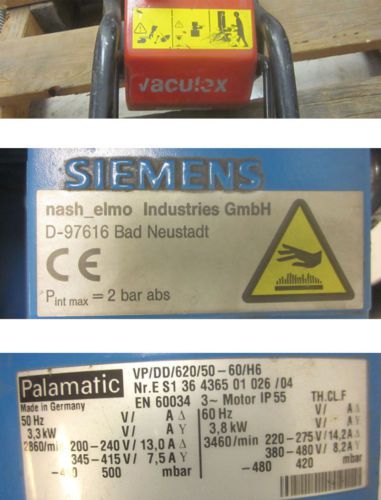 vaculex
SIEMENS
nash_elmo Industries GmbH
D-97616 Bad Neustadt
CE
Pint max = 2 bar abs
Palamatic
VP/DD/620/50-60/H6
Nr.E S1 36 4365 01 026 /04
Made in Germany
EN 60034 3~ Motor IP 55 TH.CL.F
50 Hz V/ A Δ 60 Hz V/ A Δ
3,3 kW V/ A Y 3,8 kW V/ A Y
2860/min 200-240 V/ 13,0 A Δ 3460/min 220-275 V/ 14,2 A Δ
345-415 V/ 7,5 A Y 380-480 V/ 8,2 A Y
500 mbar -480 420 mbar